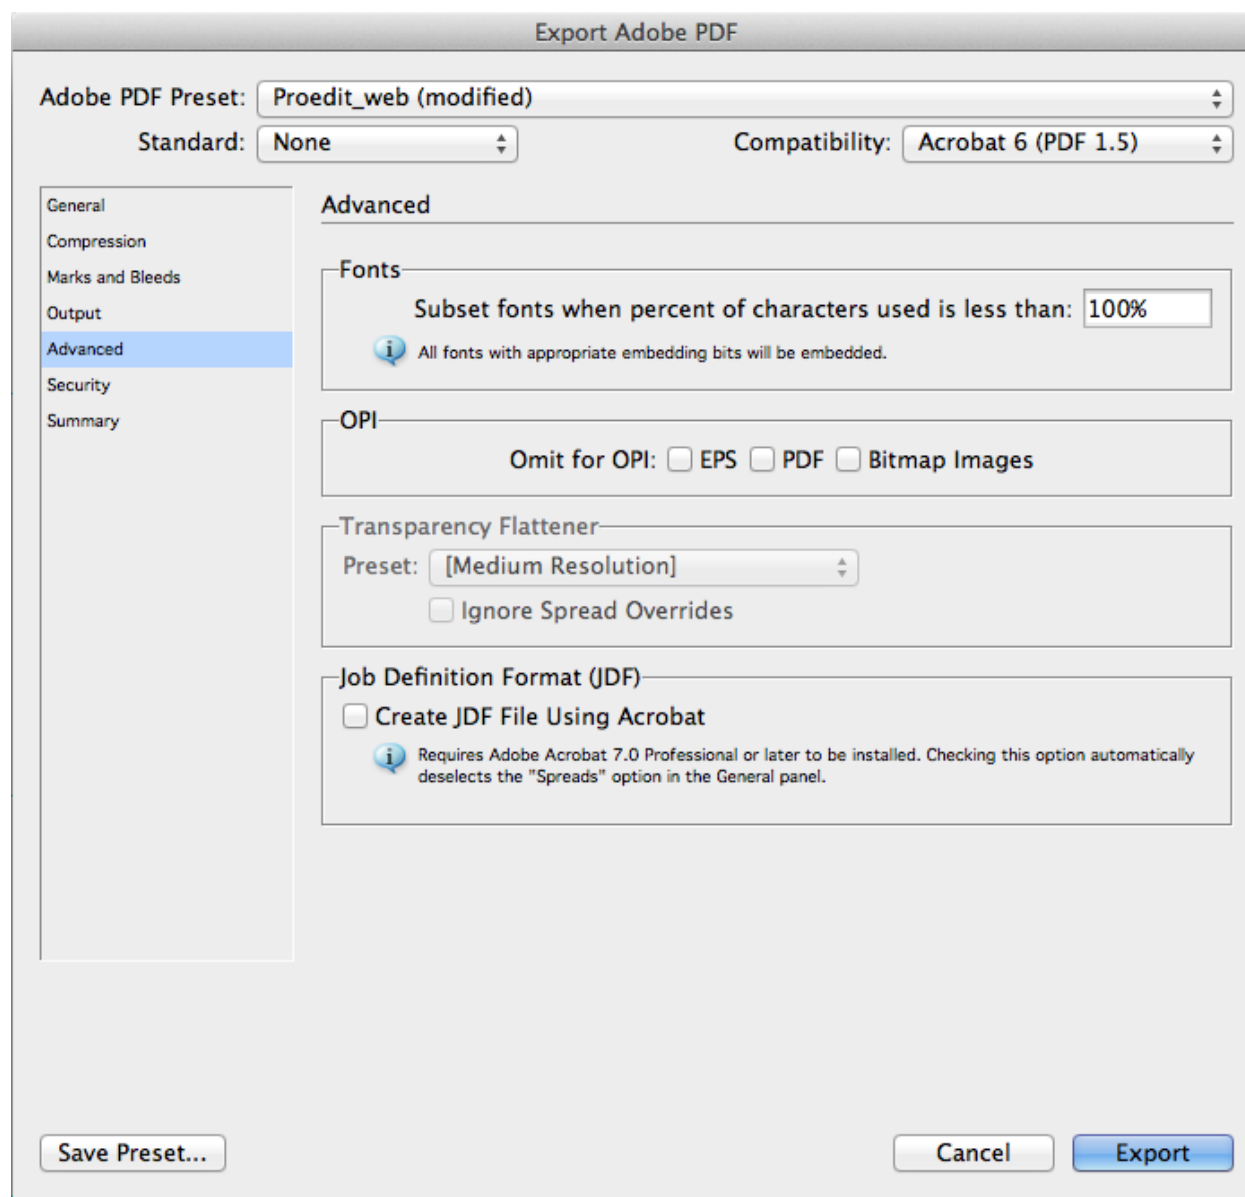 Export Adobe PDF
Adobe PDF Preset: Proedit_web (modified)
Standard: None Compatibility: Acrobat 6 (PDF 1.5)
General
Compression
Marks and Bleeds
Output
Advanced
Security
Summary
Advanced
Fonts
Subset fonts when percent of characters used is less than: 100%
All fonts with appropriate embedding bits will be embedded.
OPI
Omit for OPI: EPS PDF Bitmap Images
Transparency Flattener
Preset: [Medium Resolution]
Ignore Spread Overrides
Job Definition Format (JDF)
Create JDF File Using Acrobat
Requires Adobe Acrobat 7.0 Professional or later to be installed. Checking this option automatically
deselects the "Spreads" option in the General panel.
Save Preset... Cancel Export